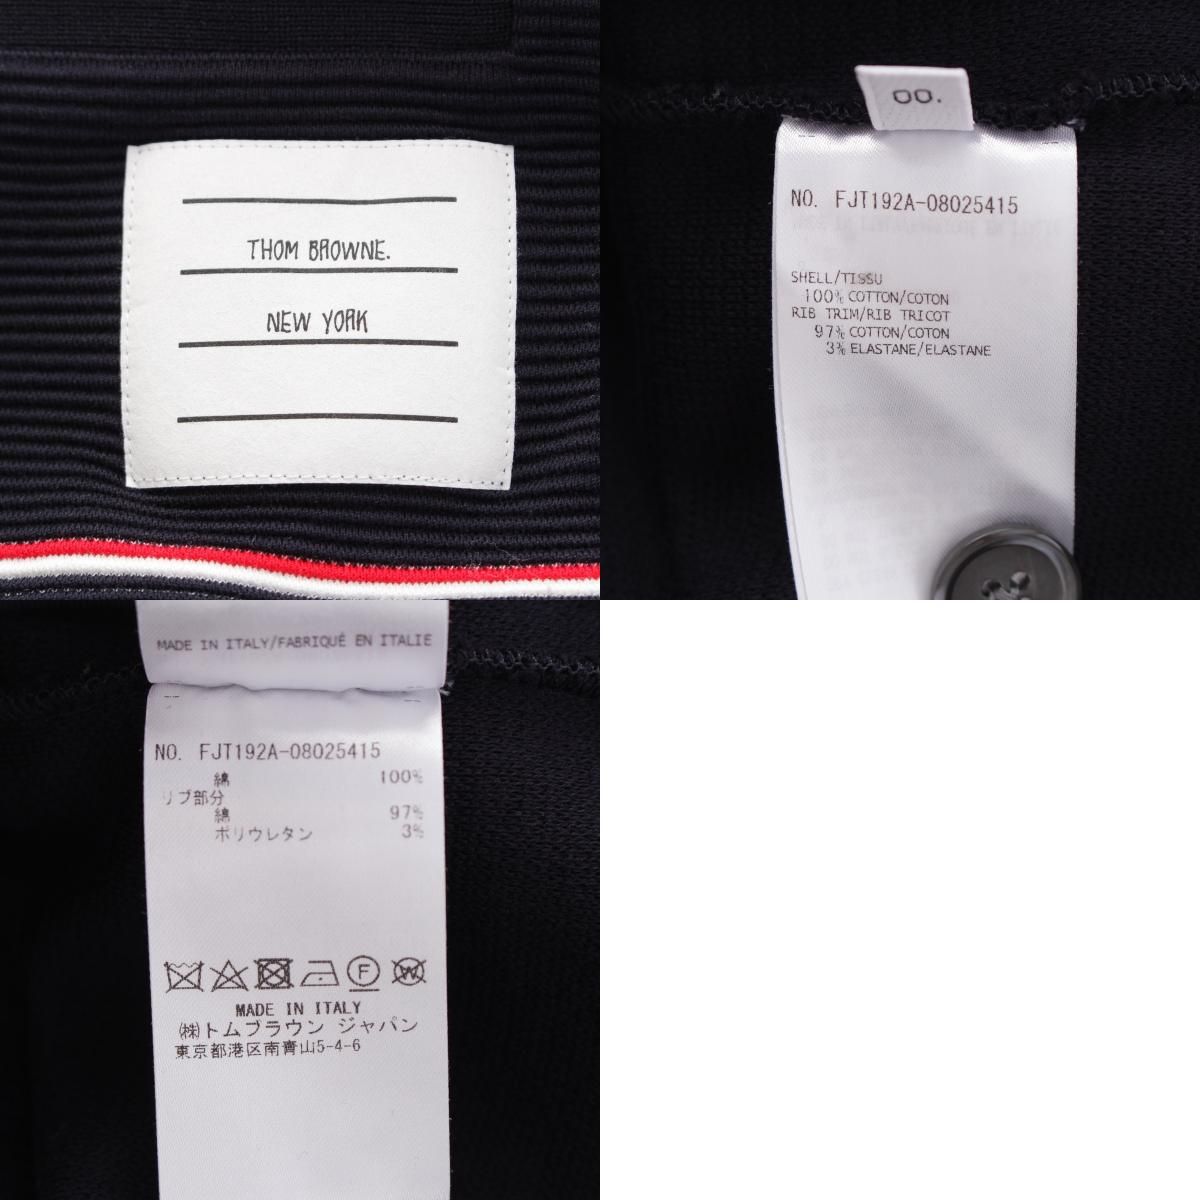 THOM BROWNE.
NEW YORK
00.
NO. FJT192A-08025415
SHELL/TISSU
100% COTTON/COTON
RIB TRIM/RIB TRICOT
97% COTTON/COTON
3% ELASTANE/ELASTANE
MADE IN ITALY/FABRIQUÉ EN ITALIE
NO. FJT192A-08025415
綿 100%
リブ部分
綿 97%
ポリウレタン 3%
F W
MADE IN ITALY
㈱トムブラウン ジャパン
東京都港区南青山5-4-6